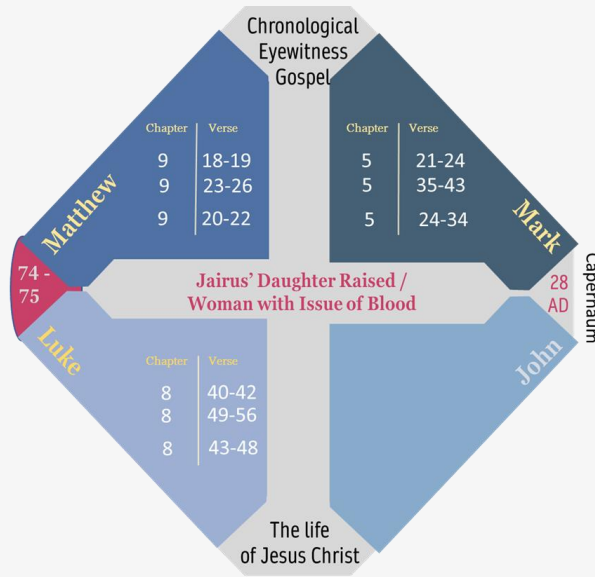 Chronological
Eyewitness
Gospel
Chapter Verse
9 18-19
9 23-26
9 20-22
Matthew
Chapter Verse
5 21-24
5 35-43
5 24-34
Mark
74 -
75
Jairus’ Daughter Raised /
Woman with Issue of Blood
28
AD
Capernaum
Luke
Chapter Verse
8 40-42
8 49-56
8 43-48
John
The life
of Jesus Christ